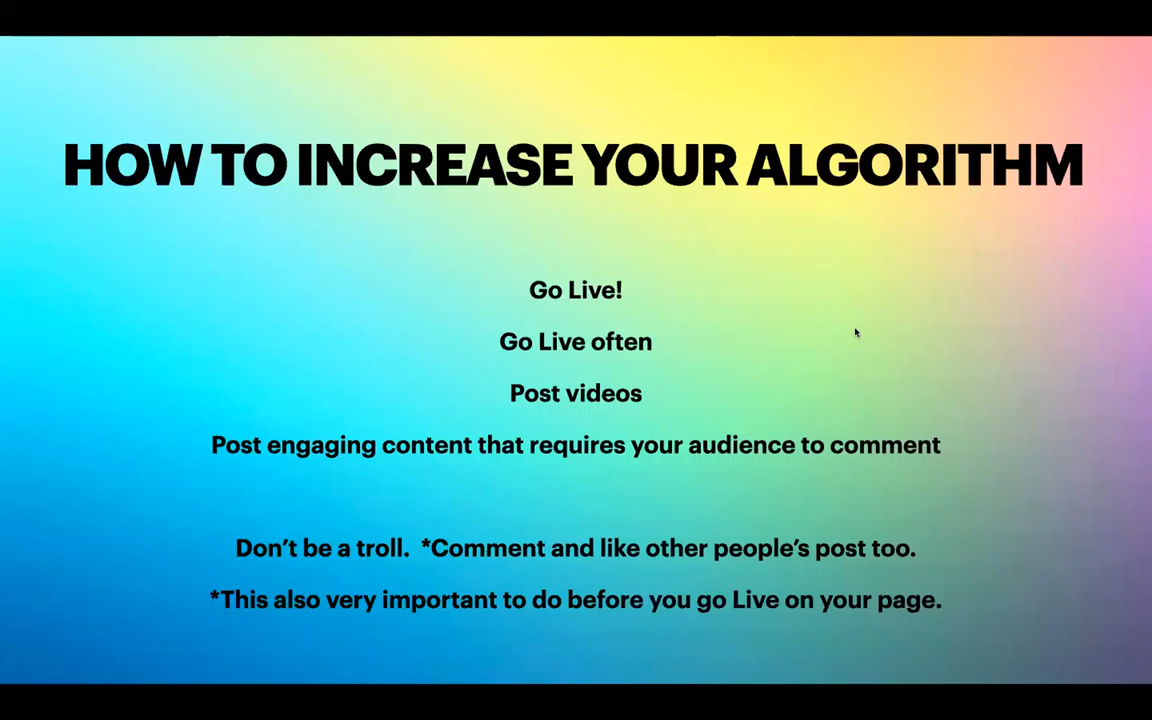 HOW TO INCREASE YOUR ALGORITHM
Go Live!
Go Live often
Post videos
Post engaging content that requires your audience to comment
Don't be a troll.  *Comment and like other people's post too.
*This also very important to do before you go Live on your page.